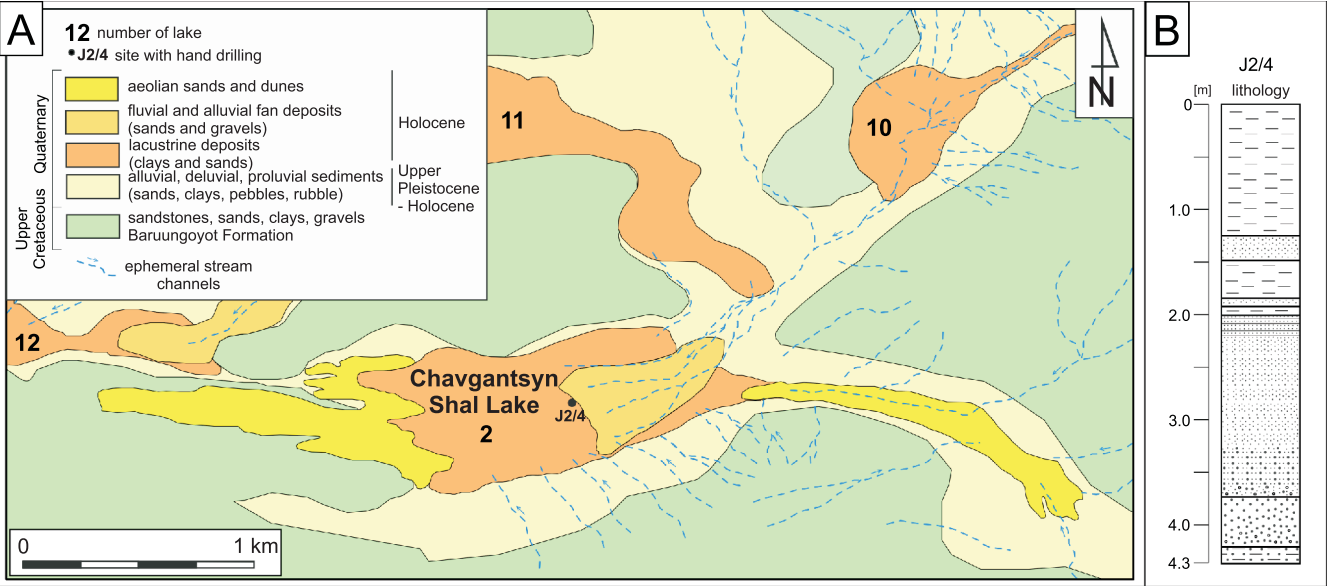 A
12 number of lake
J2/4 site with hand drilling
Quaternary
Upper
Cretaceous
aeolian sands and dunes
fluvial and alluvial fan deposits
(sands and gravels)
lacustrine deposits
(clays and sands)
alluvial, deluvial, proluvial sediments
(sands, clays, pebbles, rubble)
sandstones, sands, clays, gravels
Baruungoyot Formation
ephemeral stream
channels
Holocene
Upper
Pleistocene
- Holocene
11
10
N
12
Chavgantsyn
Shal Lake
2
J2/4
0 1 km
B
J2/4
[m] lithology
0
1.0
2.0
3.0
4.0
4.3